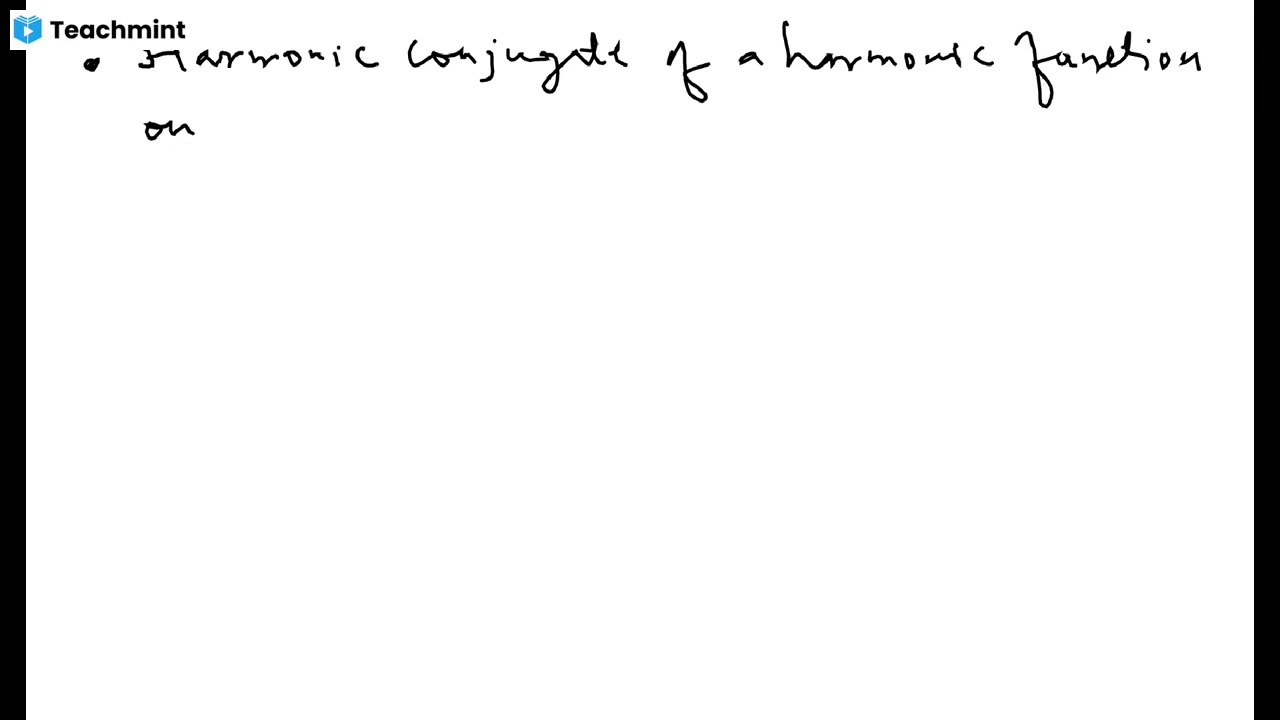 Teachmint
• Harmonic conjugate of a harmonic function
on